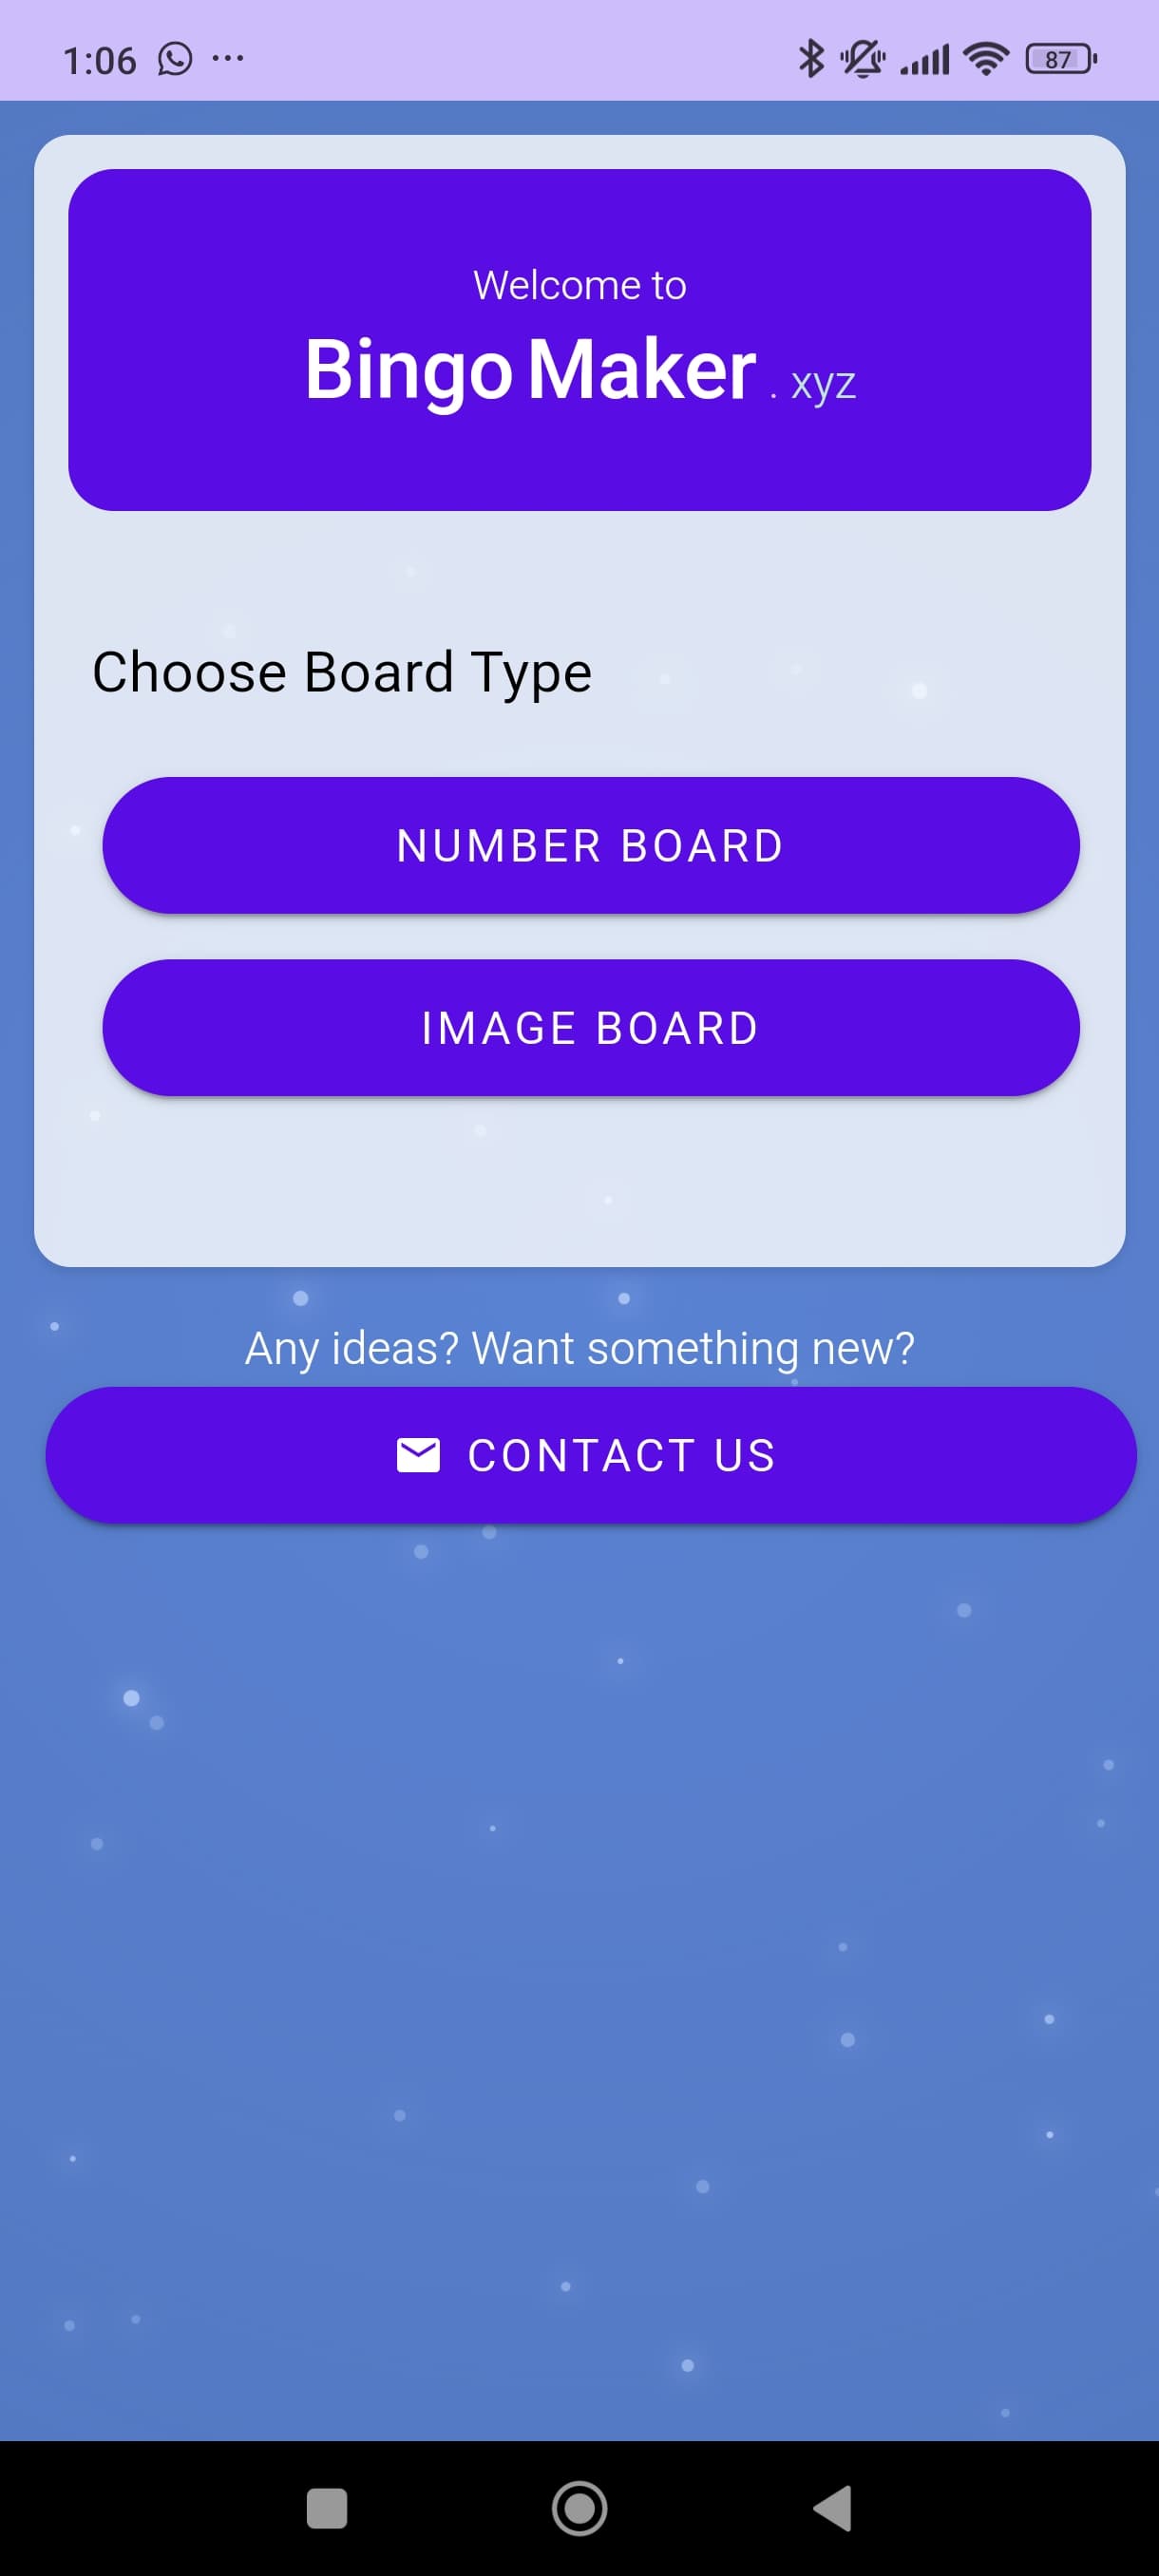 1:06 ... 87
Welcome to
Bingo Maker . xyz
Choose Board Type
NUMBER BOARD
IMAGE BOARD
Any ideas? Want something new?
CONTACT US